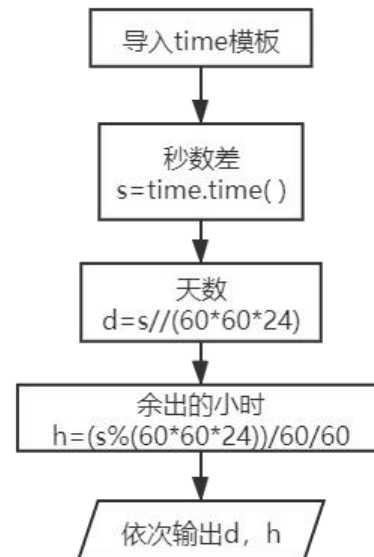 导入time模板
秒数差
s=time.time( )
天数
d=s//(60*60*24)
余出的小时
h=(s%(60*60*24))/60/60
依次输出d，h